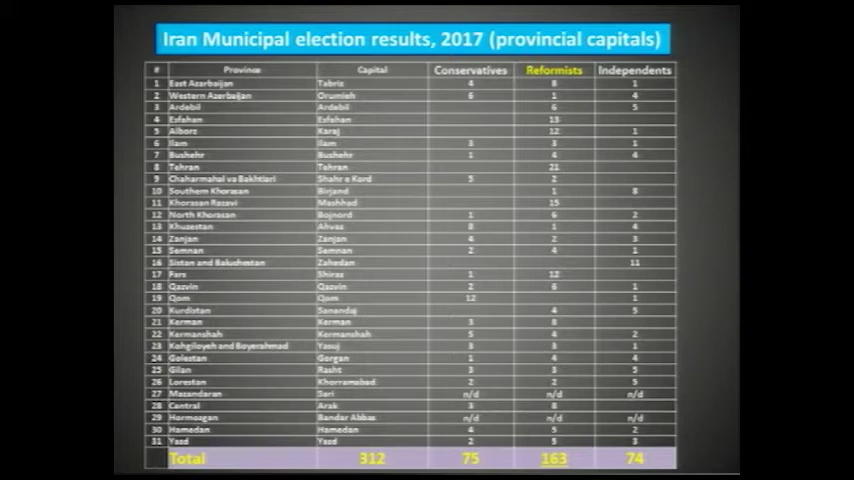 Iran Municipal election results, 2017 (provincial capitals)
# Province Capital Conservatives Reformists Independents
1 East Azarbaijan Tabriz 4 8 1
2 Western Azerbaijan Orumieh 6 1 4
3 Ardebil Ardebil 6 5
4 Esfahan Esfahan 13
5 Alborz Karaj 12 1
6 Ilam Ilam 3 3 1
7 Bushehr Bushehr 1 4 4
8 Tehran Tehran 21
9 Chaharmahal va Bakhtiari Shahr e Kord 5 2
10 Southern Khorasan Birjand 1 8
11 Khorasan Razavi Mashhad 15
12 North Khorasan Bojnord 1 6 2
13 Khuzestan Ahvaz 8 1 4
14 Zanjan Zanjan 4 2 3
15 Semnan Semnan 2 4 1
16 Sistan and Baluchestan Zahedan 11
17 Fars Shiraz 1 12
18 Qazvin Qazvin 2 6 1
19 Qom Qom 12 1
20 Kurdistan Sanandaj 4 5
21 Kerman Kerman 3 8
22 Kermanshah Kermanshah 5 4 2
23 Kohgiloyeh and Boyerahmad Yasuj 3 3 1
24 Golestan Gorgan 1 4 4
25 Gilan Rasht 3 3 5
26 Lorestan Khorramabad 2 2 5
27 Mazandaran Sari n/d n/d n/d
28 Central Arak 3 8
29 Hormozgan Bandar Abbas n/d n/d n/d
30 Hamedan Hamedan 4 5 2
31 Yazd Yazd 2 5 3
Total 312 75 163 74